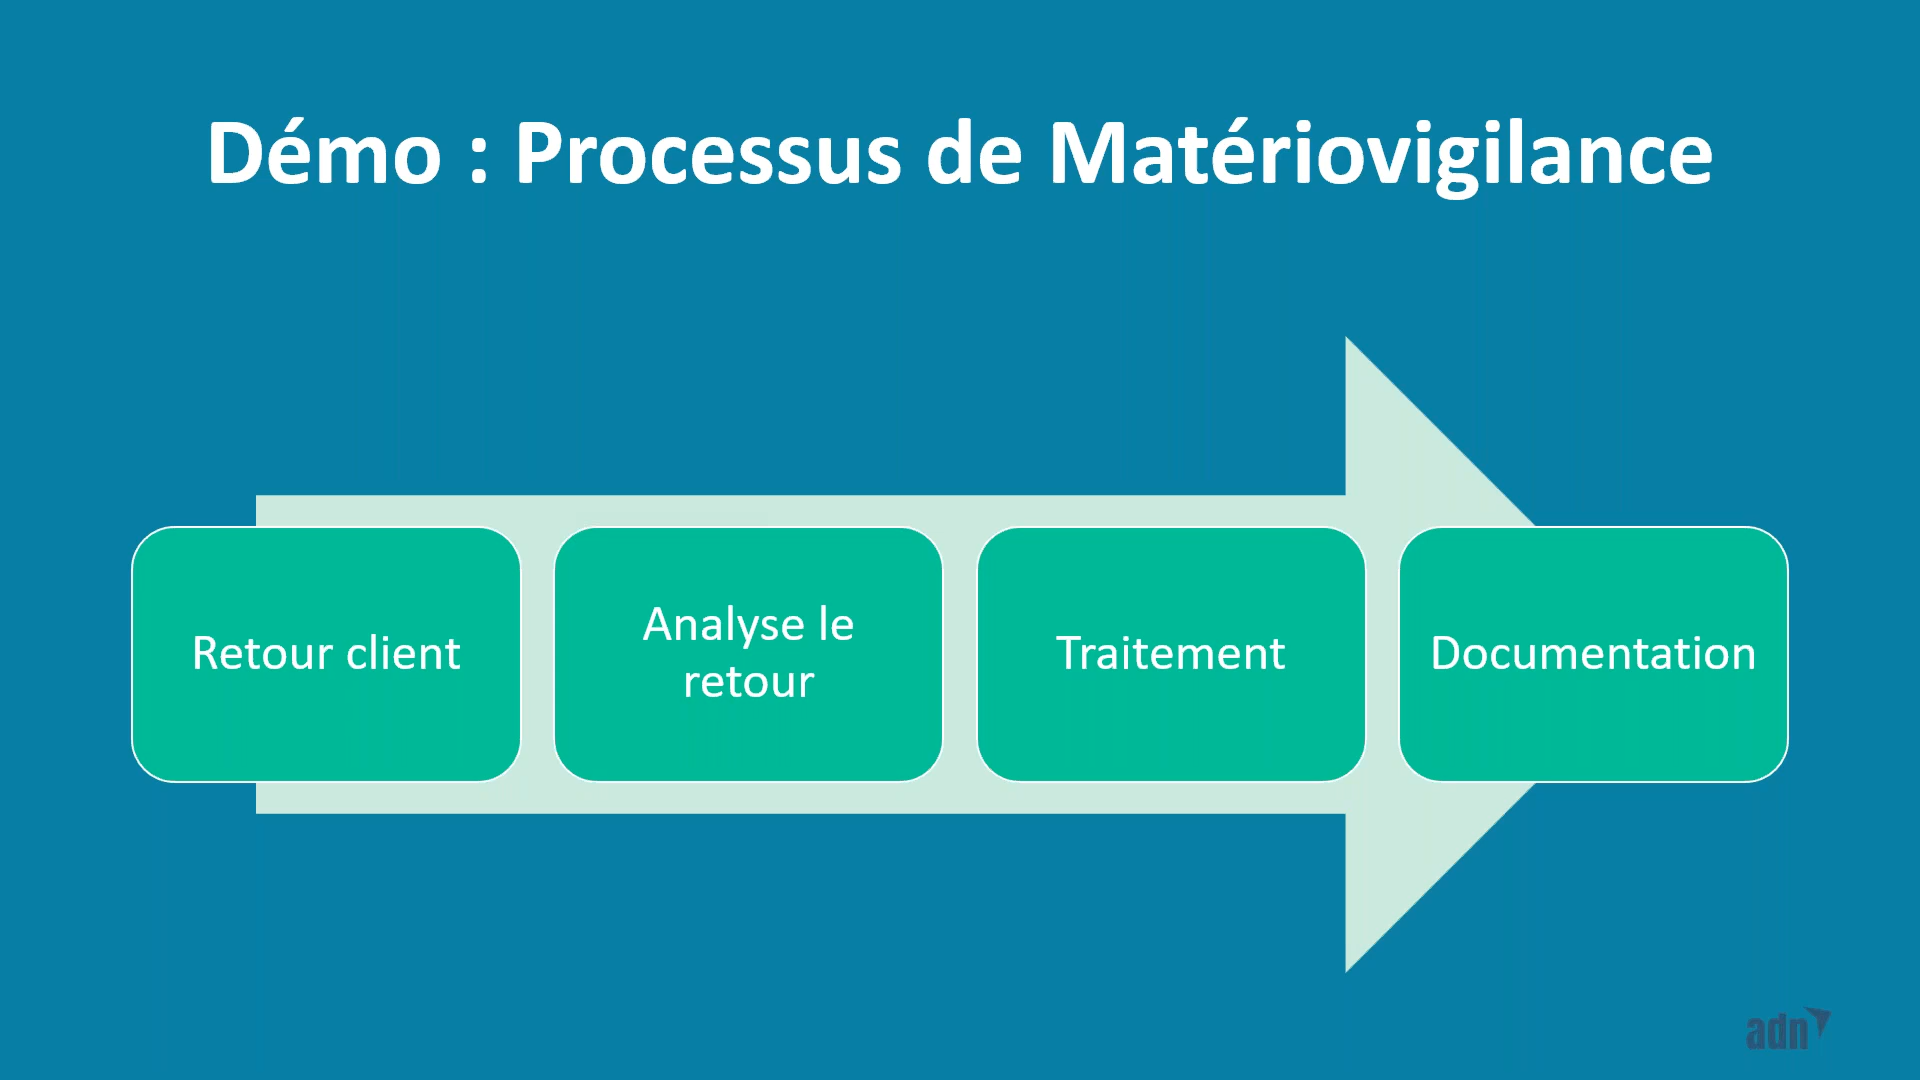 Démo : Processus de Matériovigilance
Retour client
Analyse le
retour
Traitement
Documentation
adn